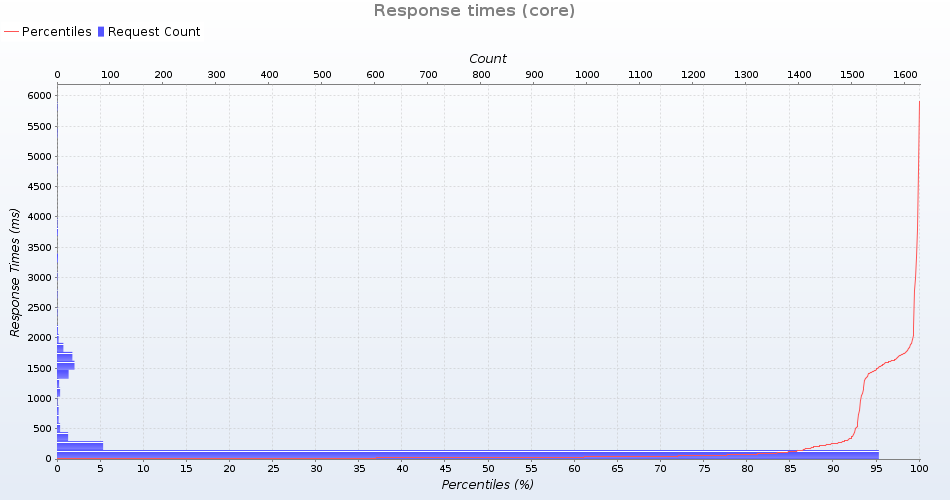 Response times (core)
Percentiles Request Count
Count
0 100 200 300 400 500 600 700 800 900 1000 1100 1200 1300 1400 1500 1600
6000
5500
5000
4500
4000
3500
3000
2500
2000
1500
1000
500
0
Response Times (ms)
0 5 10 15 20 25 30 35 40 45 50 55 60 65 70 75 80 85 90 95 100
Percentiles (%)